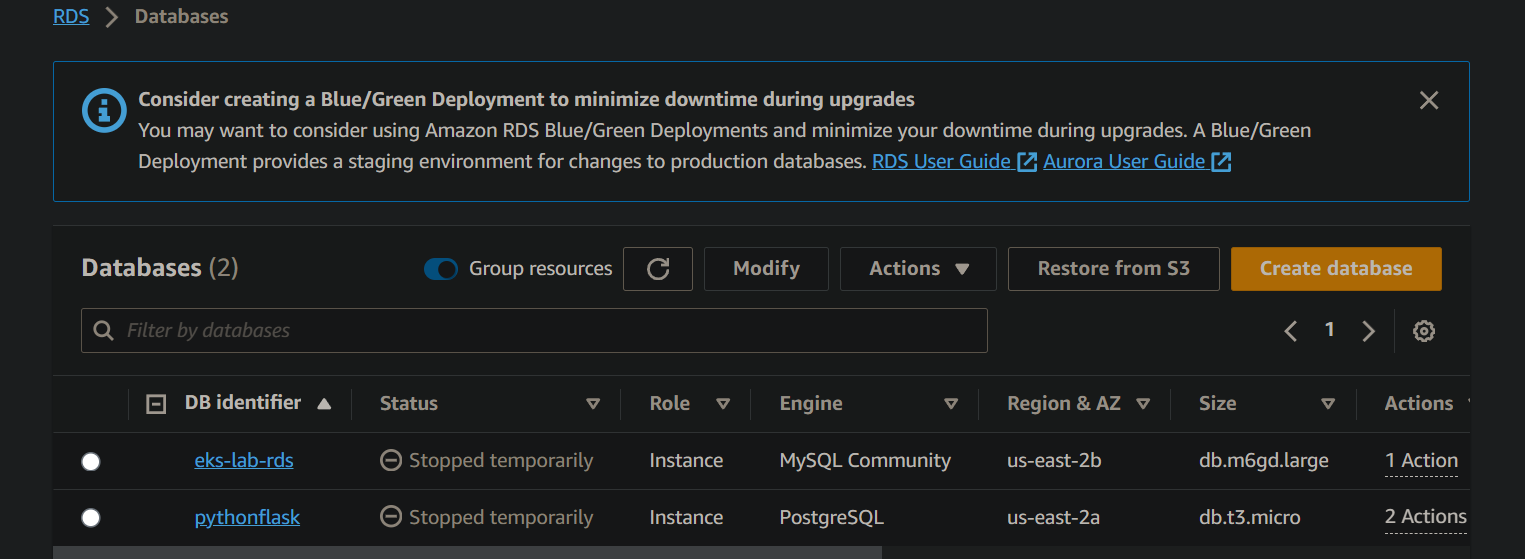 RDS > Databases
Consider creating a Blue/Green Deployment to minimize downtime during upgrades
You may want to consider using Amazon RDS Blue/Green Deployments and minimize your downtime during upgrades. A Blue/Green
Deployment provides a staging environment for changes to production databases. RDS User Guide Aurora User Guide
Databases (2) Group resources Modify Actions Restore from S3 Create database
Filter by databases 1
DB identifier Status Role Engine Region & AZ Size Actions
eks-lab-rds Stopped temporarily Instance MySQL Community us-east-2b db.m6gd.large 1 Action
pythonflask Stopped temporarily Instance PostgreSQL us-east-2a db.t3.micro 2 Actions